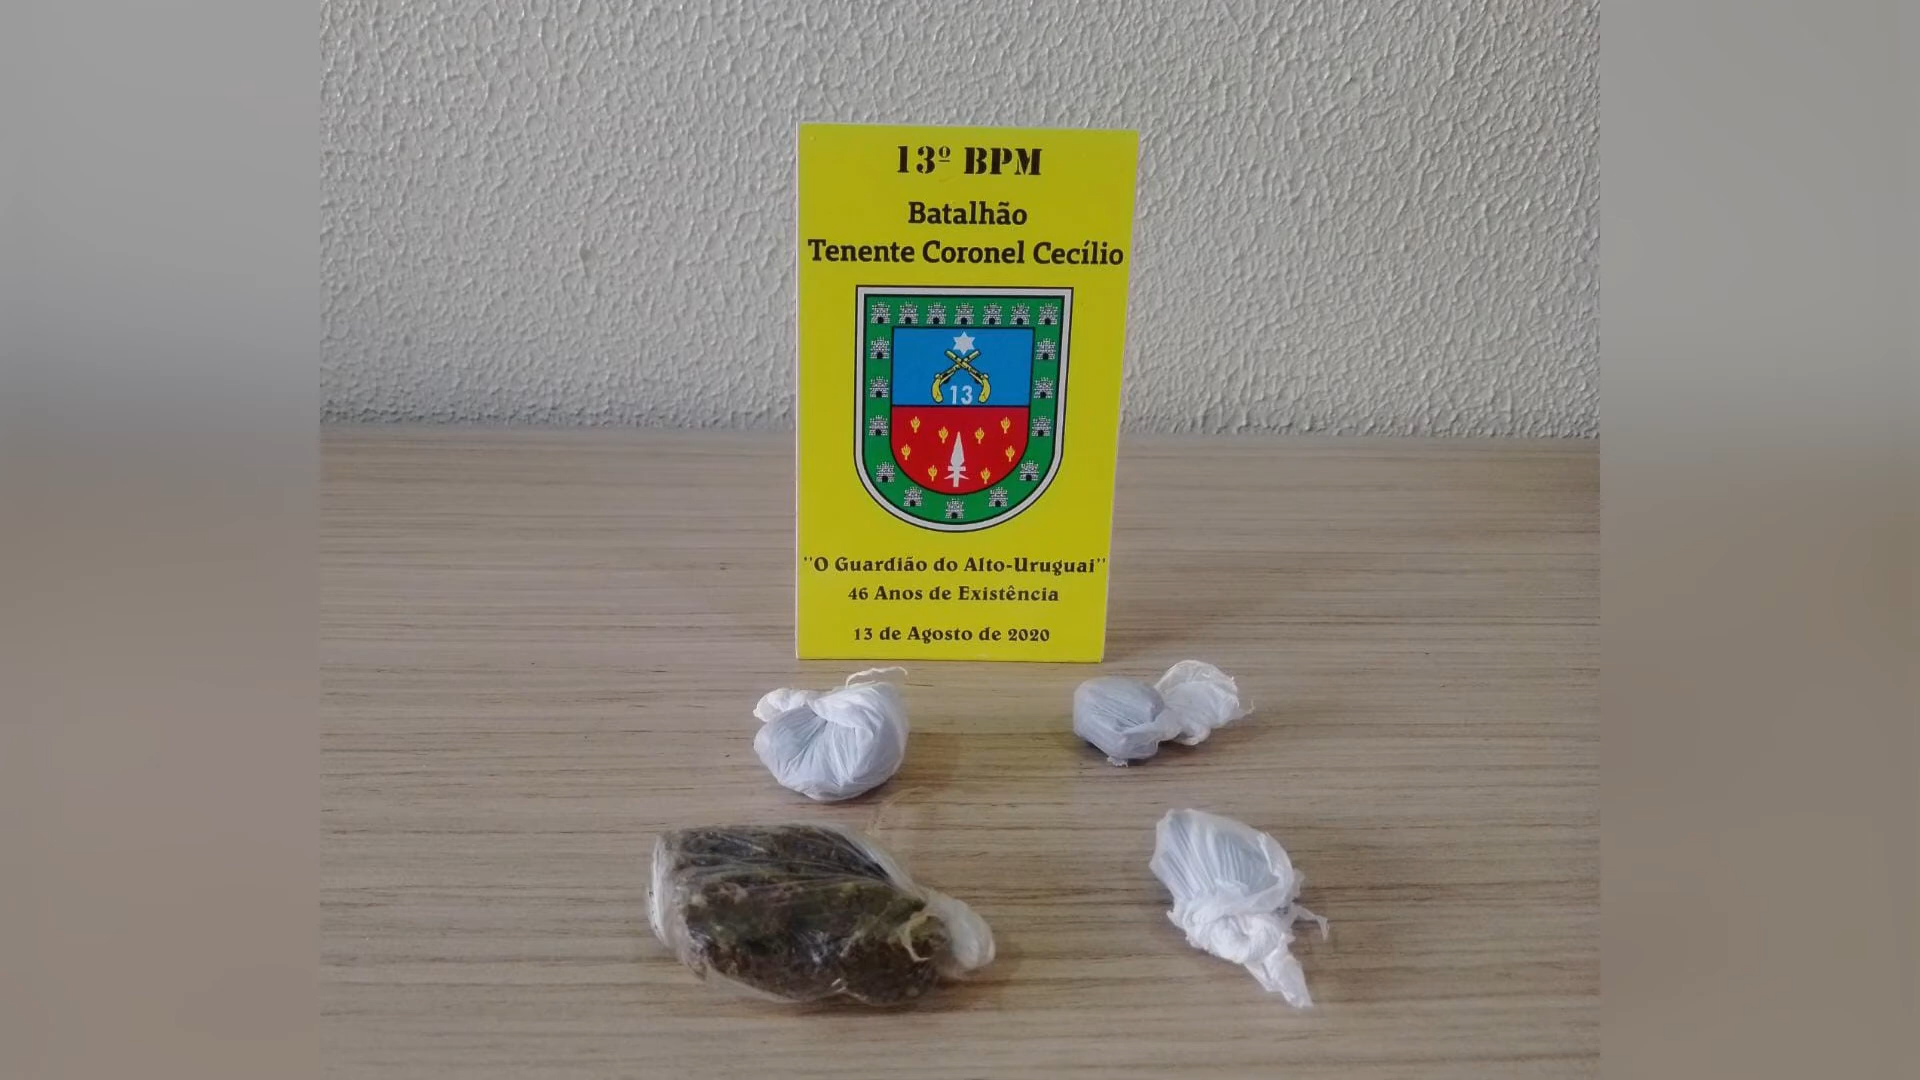 13º BPM
Batalhão
Tenente Coronel Cecílio
13
"O Guardião do Alto-Uruguai"
46 Anos de Existência
13 de Agosto de 2020